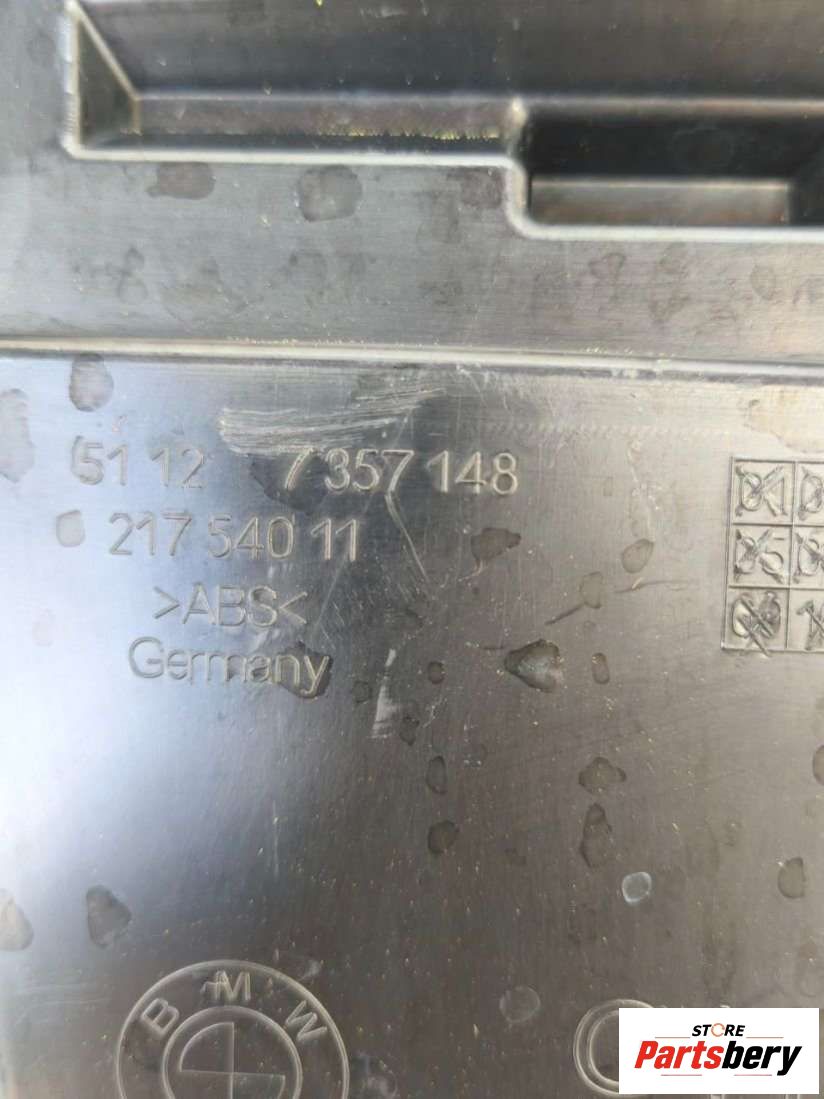 51 12 7 357 148
217 540 11
>ABS<
Germany
BMW
STORE
Partsbery